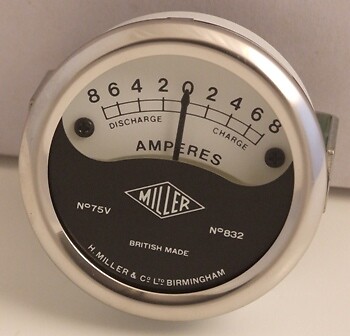 8 6 4 2 0 2 4 6 8
DISCHARGE CHARGE
AMPERES
MILLER
Nº75V Nº832
BRITISH MADE
H. MILLER & Cº LTD BIRMINGHAM